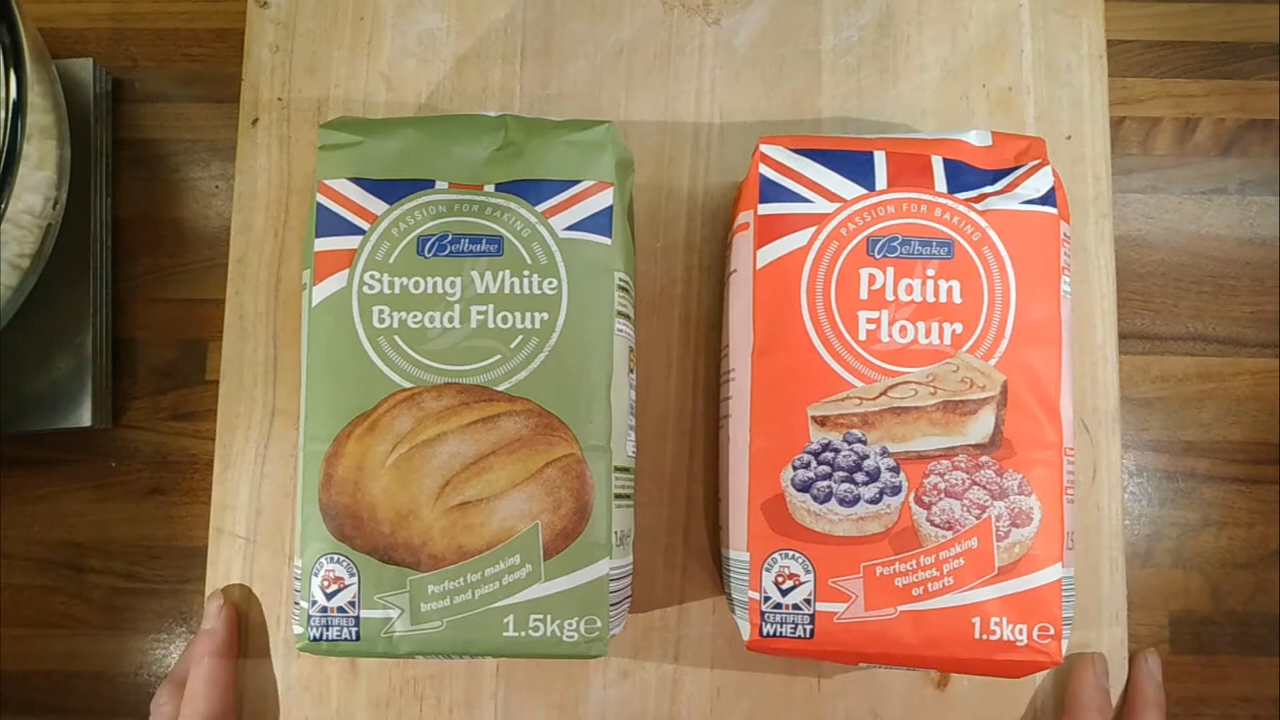 PASSION FOR BAKING
Belbake
Strong White
Bread Flour
Perfect for making
bread and pizza dough
RED TRACTOR
CERTIFIED
WHEAT
1.5kg e
PASSION FOR BAKING
Belbake
Plain
Flour
Perfect for making
quiches, pies
or tarts
RED TRACTOR
CERTIFIED
WHEAT
1.5kg e